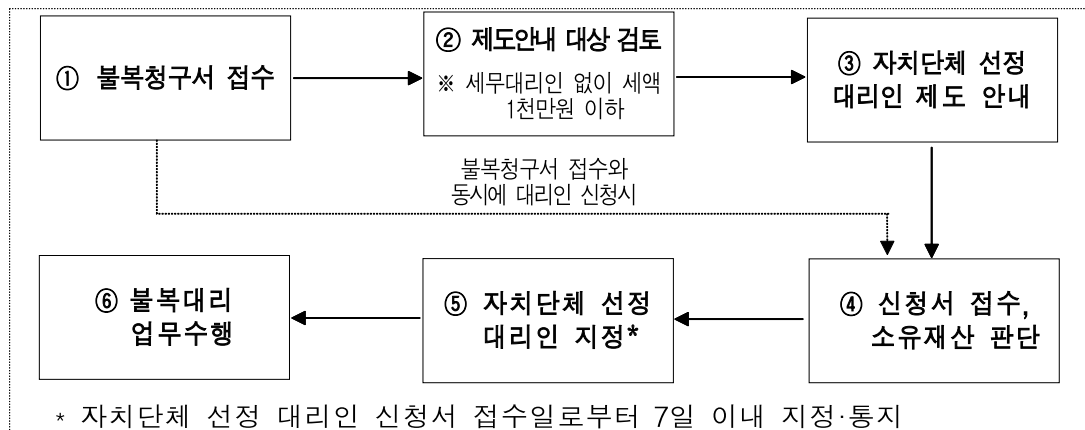 ① 불복청구서 접수
② 제도안내 대상 검토
※ 세무대리인 없이 세액
1천만원 이하
③ 자치단체 선정
대리인 제도 안내
불복청구서 접수와
동시에 대리인 신청시
④ 신청서 접수,
소유재산 판단
⑤ 자치단체 선정
대리인 지정*
⑥ 불복대리
업무수행
* 자치단체 선정 대리인 신청서 접수일로부터 7일 이내 지정·통지